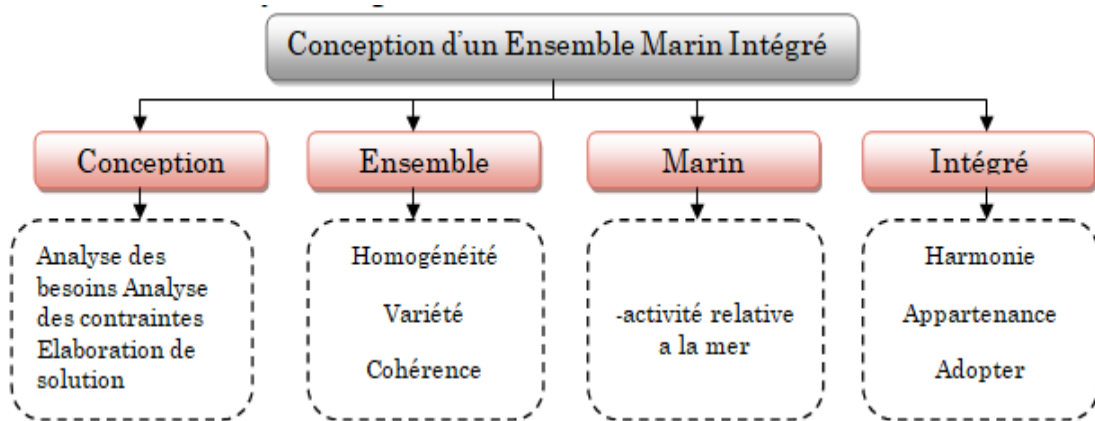 Conception d'un Ensemble Marin Intégré
Conception
Ensemble
Marin
Intégré
Analyse des
besoins Analyse
des contraintes
Elaboration de
solution
Homogénéité
Variété
Cohérence
-activité relative
a la mer
Harmonie
Appartenance
Adopter